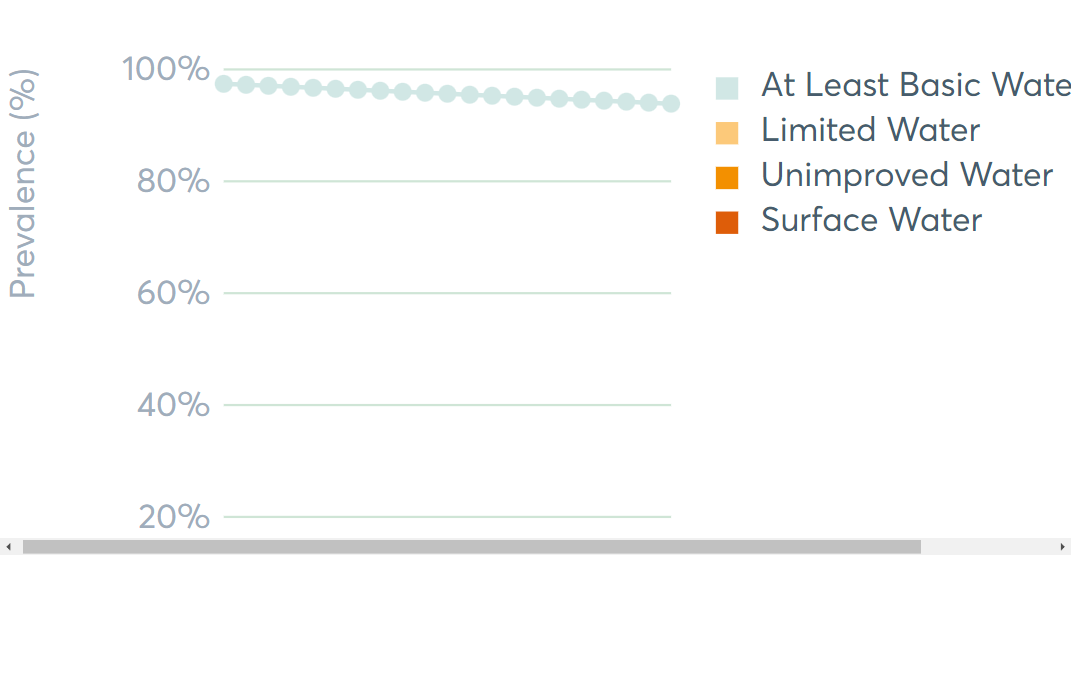 Prevalence (%)
100%
80%
60%
40%
20%
At Least Basic Wate
Limited Water
Unimproved Water
Surface Water